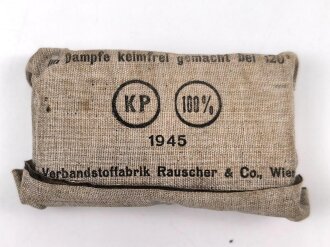 Dampfe keimfrei gemacht bei 120
KP 100%
1945
Verbandstoffabrik Rauscher & Co., Wien